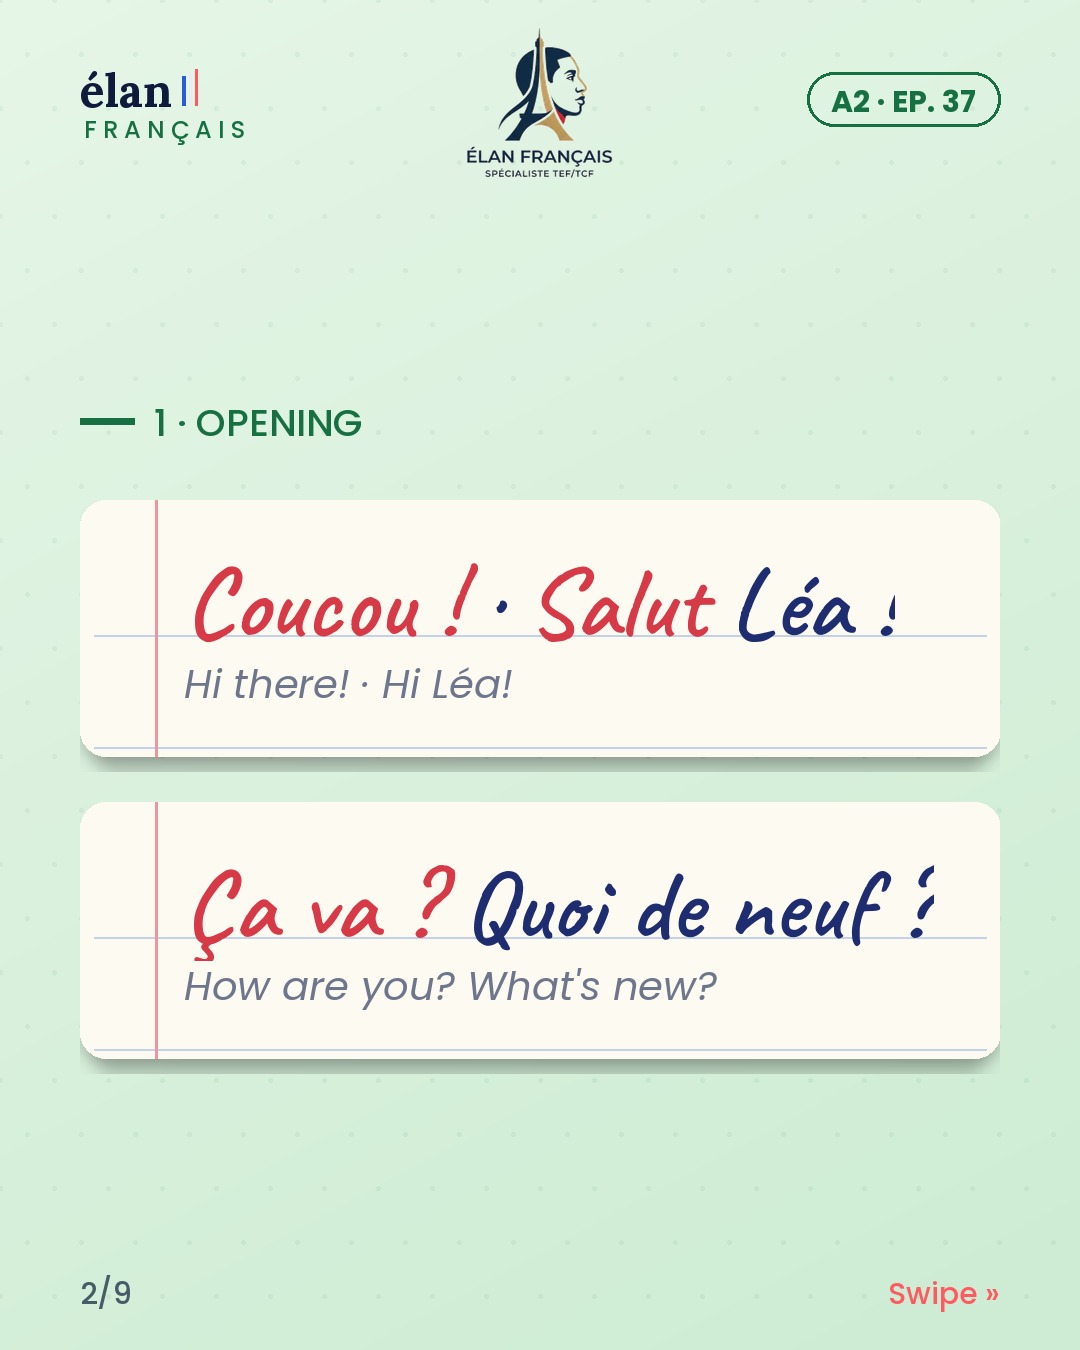 élan
FRANÇAIS
ÉLAN FRANÇAIS
SPÉCIALISTE TEF/TCF
A2 · EP. 37
1 · OPENING
Coucou ! · Salut Léa !
Hi there! · Hi Léa!
Ça va ? Quoi de neuf ?
How are you? What's new?
2/9
Swipe »